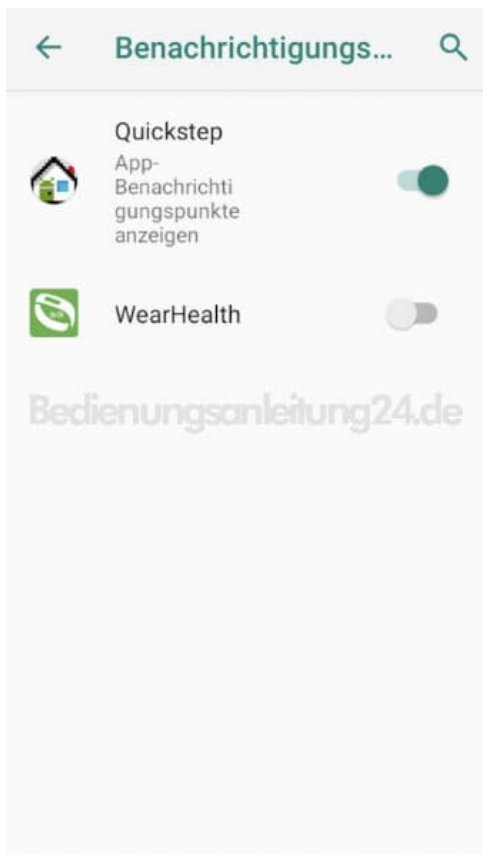 Benachrichtigungs...
Quickstep
App-
Benachrichti
gungspunkte
anzeigen
WearHealth
Bedienungsanleitung24.de